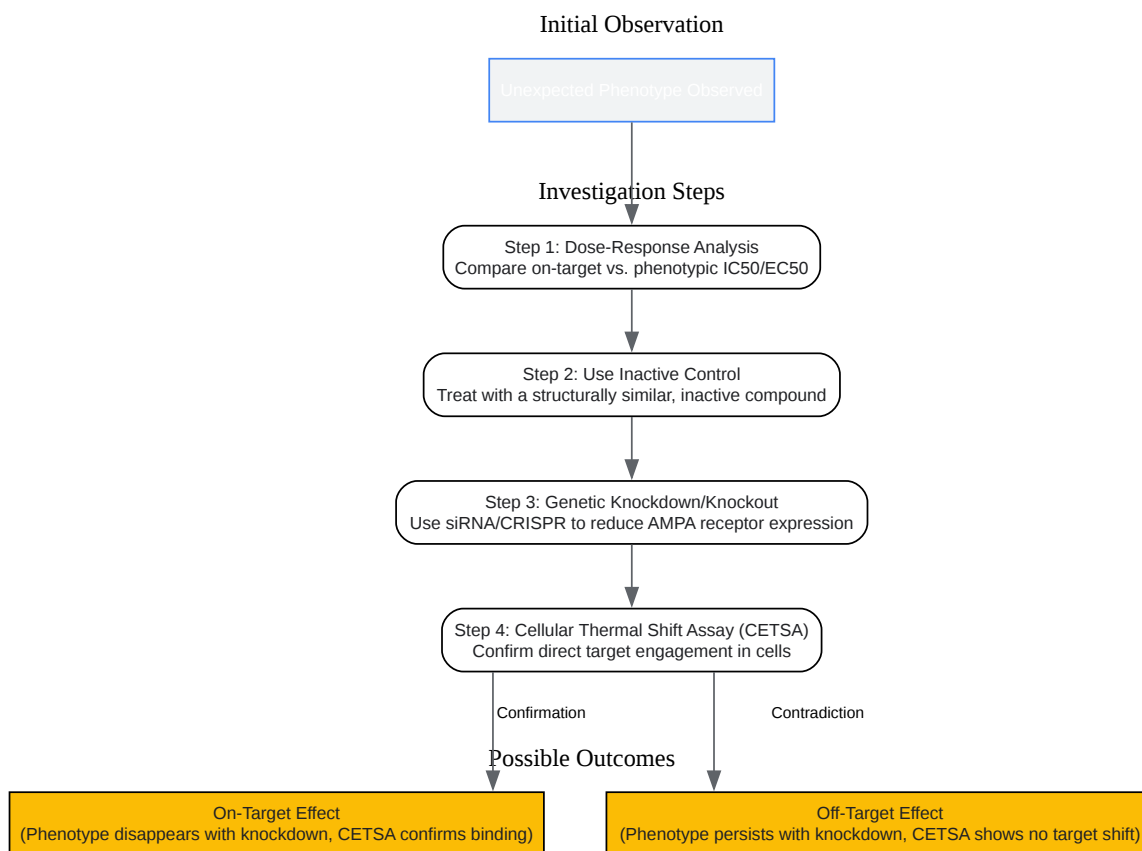 Initial Observation
Unexpected Phenotype Observed
Investigation Steps
Step 1: Dose-Response Analysis
Compare on-target vs. phenotypic IC50/EC50
Step 2: Use Inactive Control
Treat with a structurally similar, inactive compound
Step 3: Genetic Knockdown/Knockout
Use siRNA/CRISPR to reduce AMPA receptor expression
Step 4: Cellular Thermal Shift Assay (CETSA)
Confirm direct target engagement in cells
Confirmation
Contradiction
Possible Outcomes
On-Target Effect
(Phenotype disappears with knockdown, CETSA confirms binding)
Off-Target Effect
(Phenotype persists with knockdown, CETSA shows no target shift)